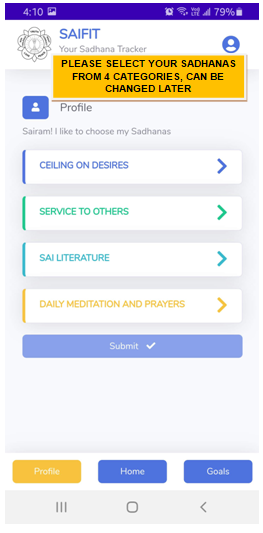 4:10 79%
SAIFIT
Your Sadhana Tracker
PLEASE SELECT YOUR SADHANAS
FROM 4 CATEGORIES, CAN BE
CHANGED LATER
Profile
Sairam! I like to choose my Sadhanas
CEILING ON DESIRES
SERVICE TO OTHERS
SAI LITERATURE
DAILY MEDITATION AND PRAYERS
Submit
Profile Home Goals